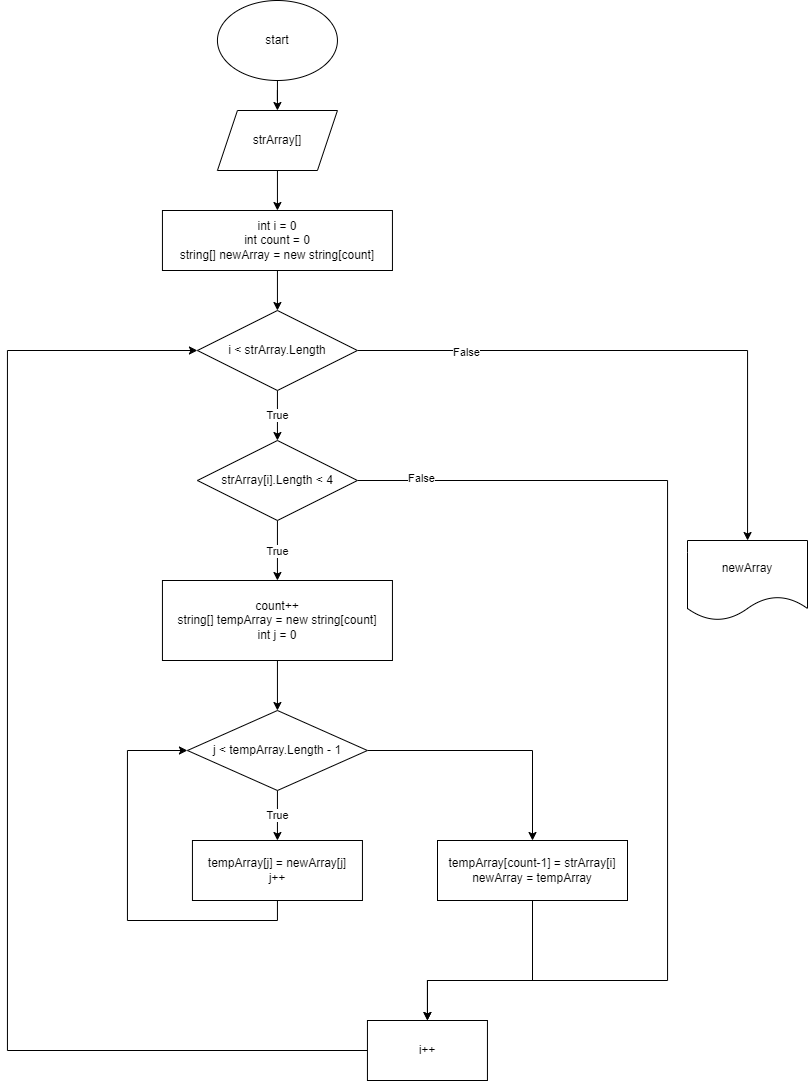 start
strArray[]
int i = 0
int count = 0
string[] newArray = new string[count]
i < strArray.Length
False
True
strArray[i].Length < 4
False
True
newArray
count++
string[] tempArray = new string[count]
int j = 0
j < tempArray.Length - 1
True
tempArray[j] = newArray[j]
j++
tempArray[count-1] = strArray[i]
newArray = tempArray
i++